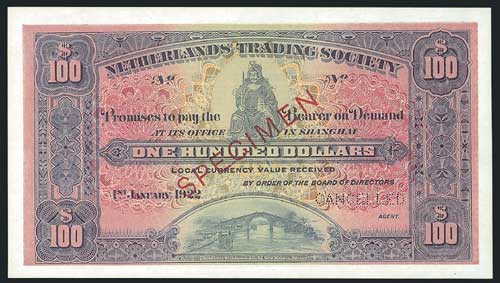 $ 100
$ 100
NETHERLANDS TRADING SOCIETY
No No
Promises to pay the Bearer on Demand
AT ITS OFFICE IN SHANGHAI
SPECIMEN
ONE HUNDRED DOLLARS
LOCAL CURRENCY VALUE RECEIVED
BY ORDER OF THE BOARD OF DIRECTORS
1ST JANUARY 1922
CANCELLED
AGENT.
$ 100
$ 100